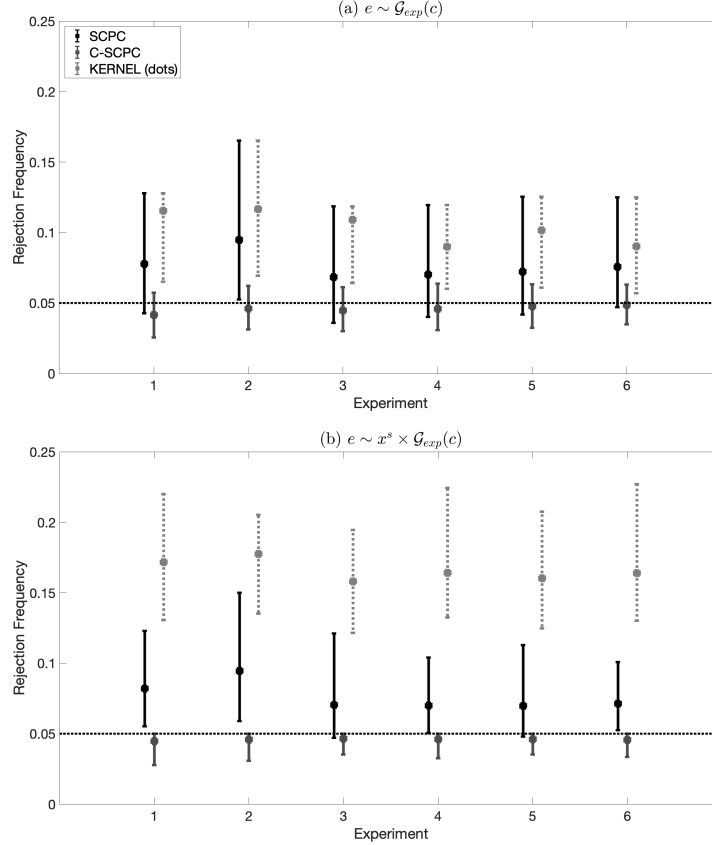 (a) e ∼ 𝒢exp(c)
0.25
SCPC
C-SCPC
KERNEL (dots)
0.2
0.15
0.1
0.05
0
Rejection Frequency
1 2 3 4 5 6
Experiment
(b) e ∼ xˢ × 𝒢exp(c)
0.25
0.2
0.15
0.1
0.05
0
Rejection Frequency
1 2 3 4 5 6
Experiment